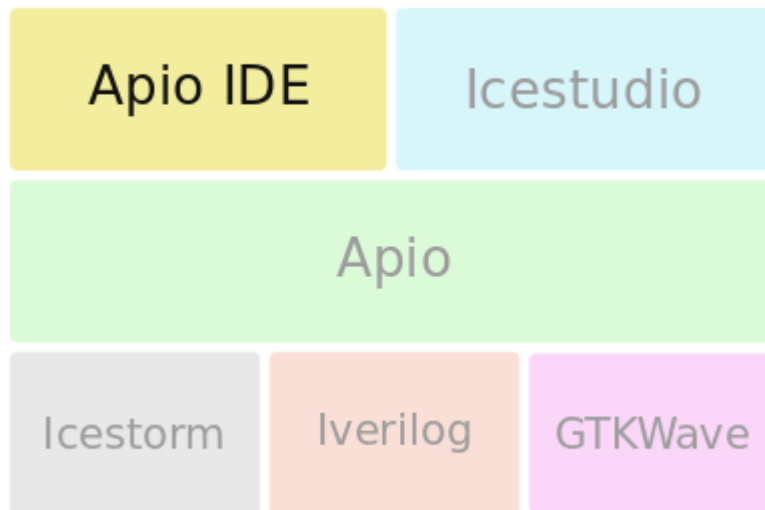 Apio IDE
Icestudio
Apio
Icestorm
Iverilog
GTKWave